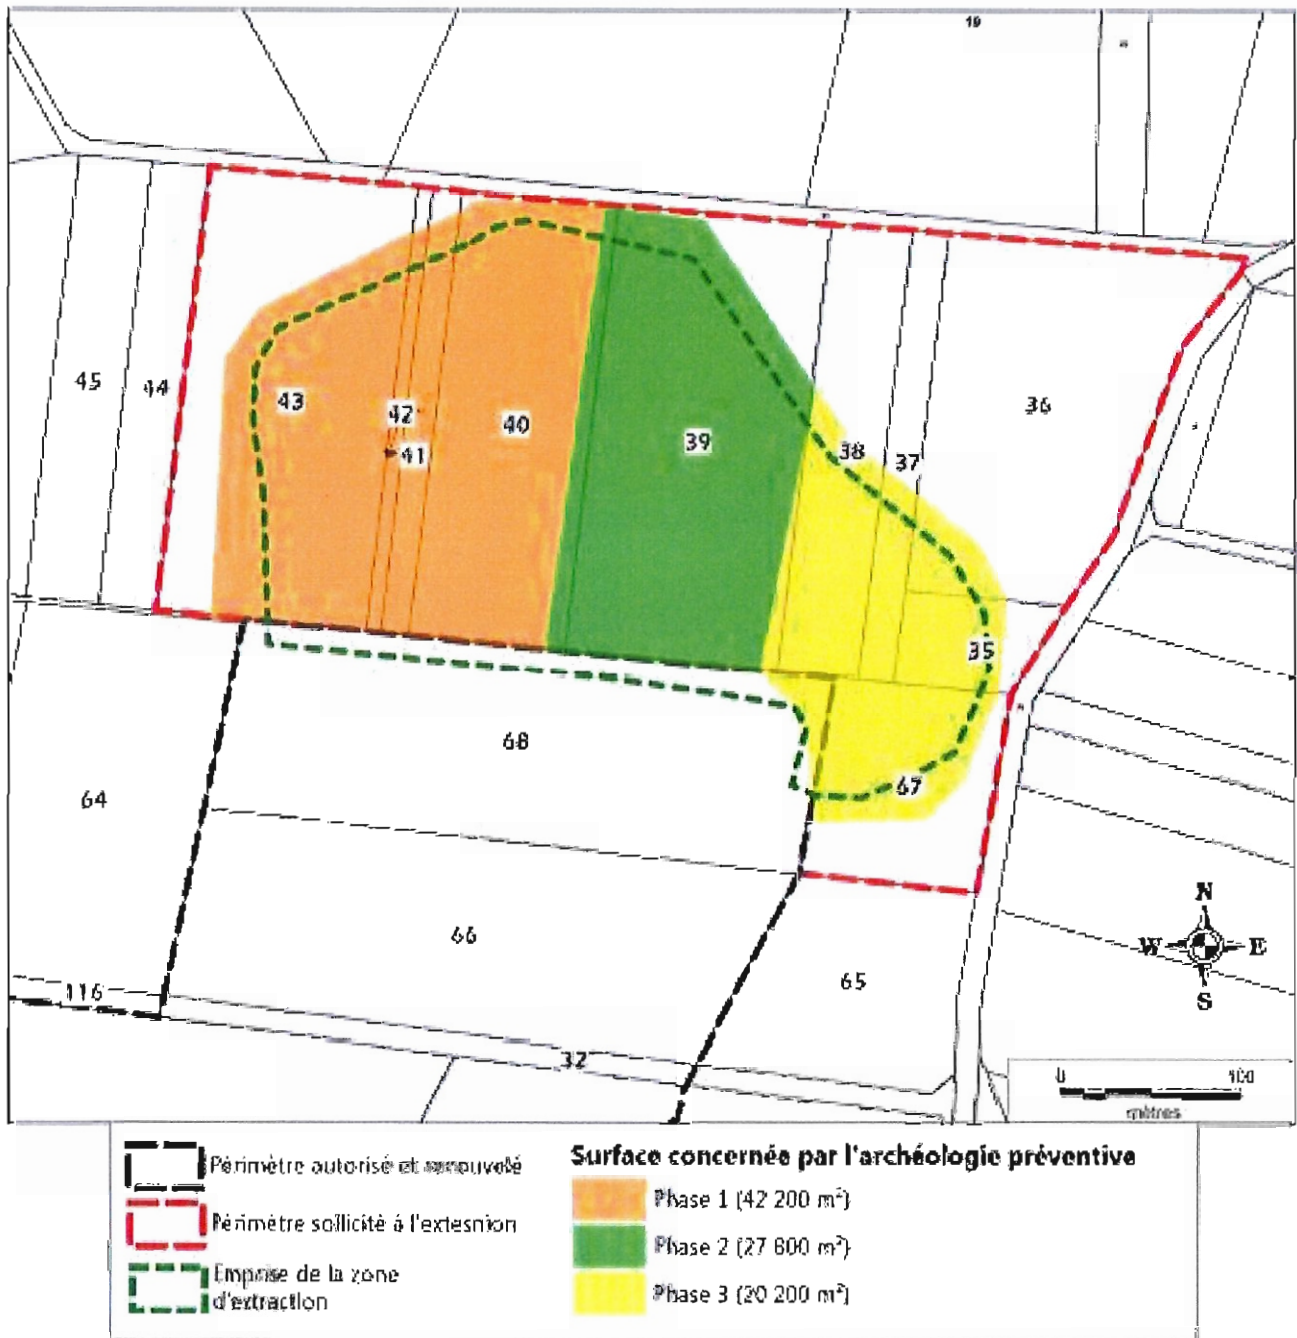 19
45
44
43
42
41
40
39
38
37
36
35
68
67
64
66
65
116
32
N
W E
S
0 100
mètres
Périmètre autorisé et renouvelé
Périmètre sollicité à l'extesnion
Emprise de la zone
d'extraction
Surface concernée par l'archéologie préventive
Phase 1 (42 200 m²)
Phase 2 (27 800 m²)
Phase 3 (20 200 m²)